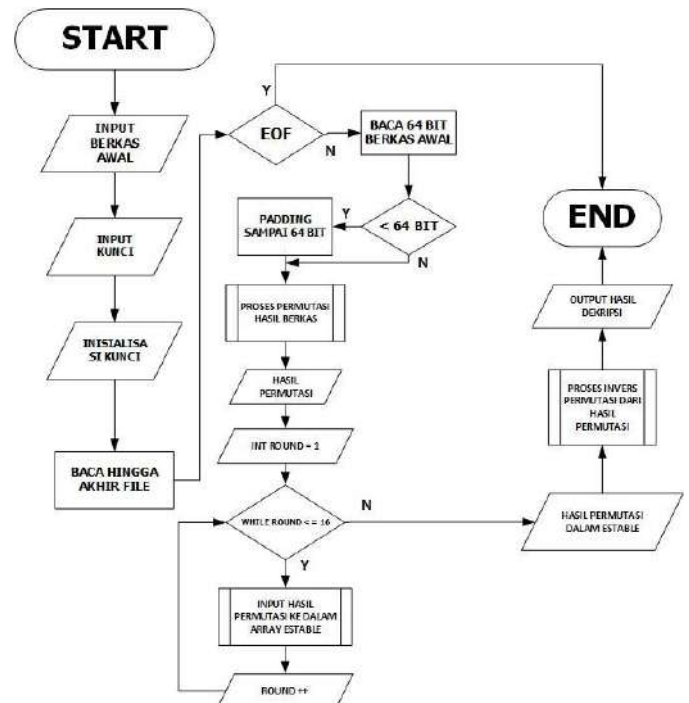 START
INPUT
BERKAS
AWAL
INPUT
KUNCI
INISIALISA
SI KUNCI
BACA HINGGA
AKHIR FILE
Y
EOF
N
BACA 64 BIT
BERKAS AWAL
< 64 BIT
Y
N
PADDING
SAMPAI 64 BIT
PROSES PERMUTASI
HASIL BERKAS
HASIL
PERMUTASI
INT ROUND = 1
WHILE ROUND <= 16
N
Y
INPUT HASIL
PERMUTASI KE DALAM
ARRAY ESTABLE
ROUND ++
HASIL PERMUTASI
DALAM ESTABLE
PROSES INVERS
PERMUTASI DARI
HASIL
PERMUTASI
OUTPUT HASIL
DEKRIPSI
END